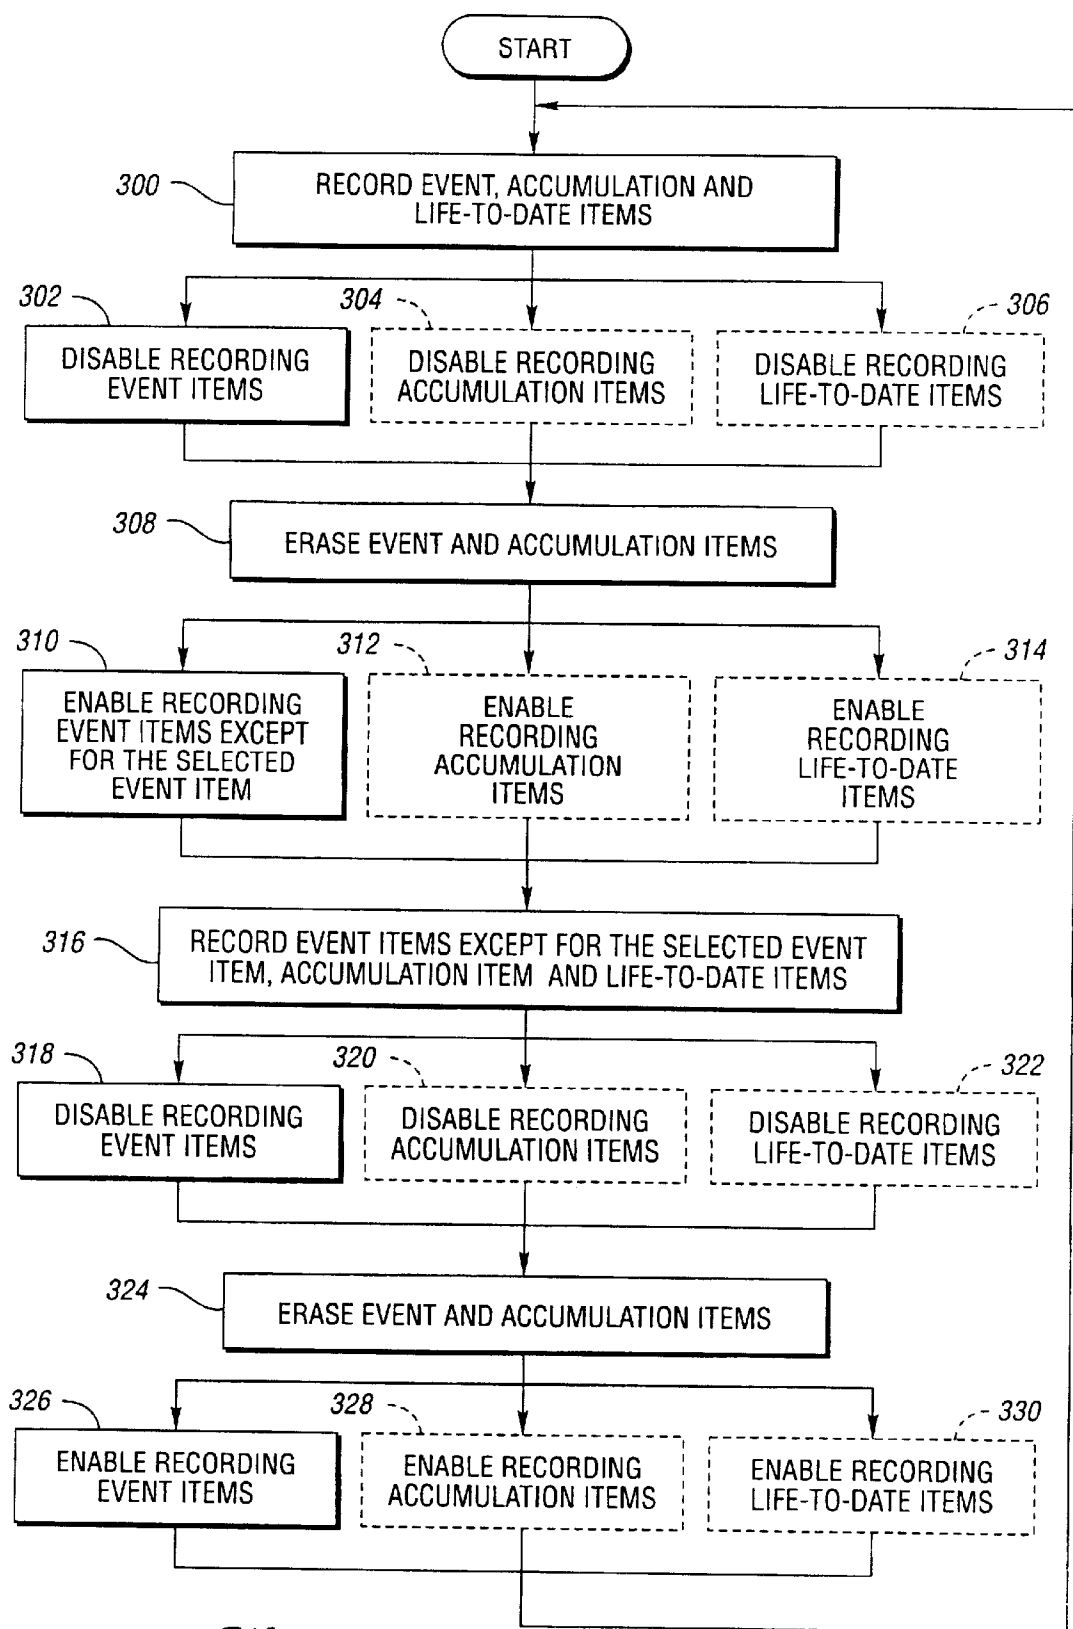 START
300
RECORD EVENT, ACCUMULATION AND
LIFE-TO-DATE ITEMS
302
304
306
DISABLE RECORDING
EVENT ITEMS
DISABLE RECORDING
ACCUMULATION ITEMS
DISABLE RECORDING
LIFE-TO-DATE ITEMS
308
ERASE EVENT AND ACCUMULATION ITEMS
310
312
314
ENABLE RECORDING
EVENT ITEMS EXCEPT
FOR THE SELECTED
EVENT ITEM
ENABLE
RECORDING
ACCUMULATION
ITEMS
ENABLE
RECORDING
LIFE-TO-DATE
ITEMS
316
RECORD EVENT ITEMS EXCEPT FOR THE SELECTED EVENT
ITEM, ACCUMULATION ITEM AND LIFE-TO-DATE ITEMS
318
320
322
DISABLE RECORDING
EVENT ITEMS
DISABLE RECORDING
ACCUMULATION ITEMS
DISABLE RECORDING
LIFE-TO-DATE ITEMS
324
ERASE EVENT AND ACCUMULATION ITEMS
326
328
330
ENABLE RECORDING
EVENT ITEMS
ENABLE RECORDING
ACCUMULATION ITEMS
ENABLE RECORDING
LIFE-TO-DATE ITEMS